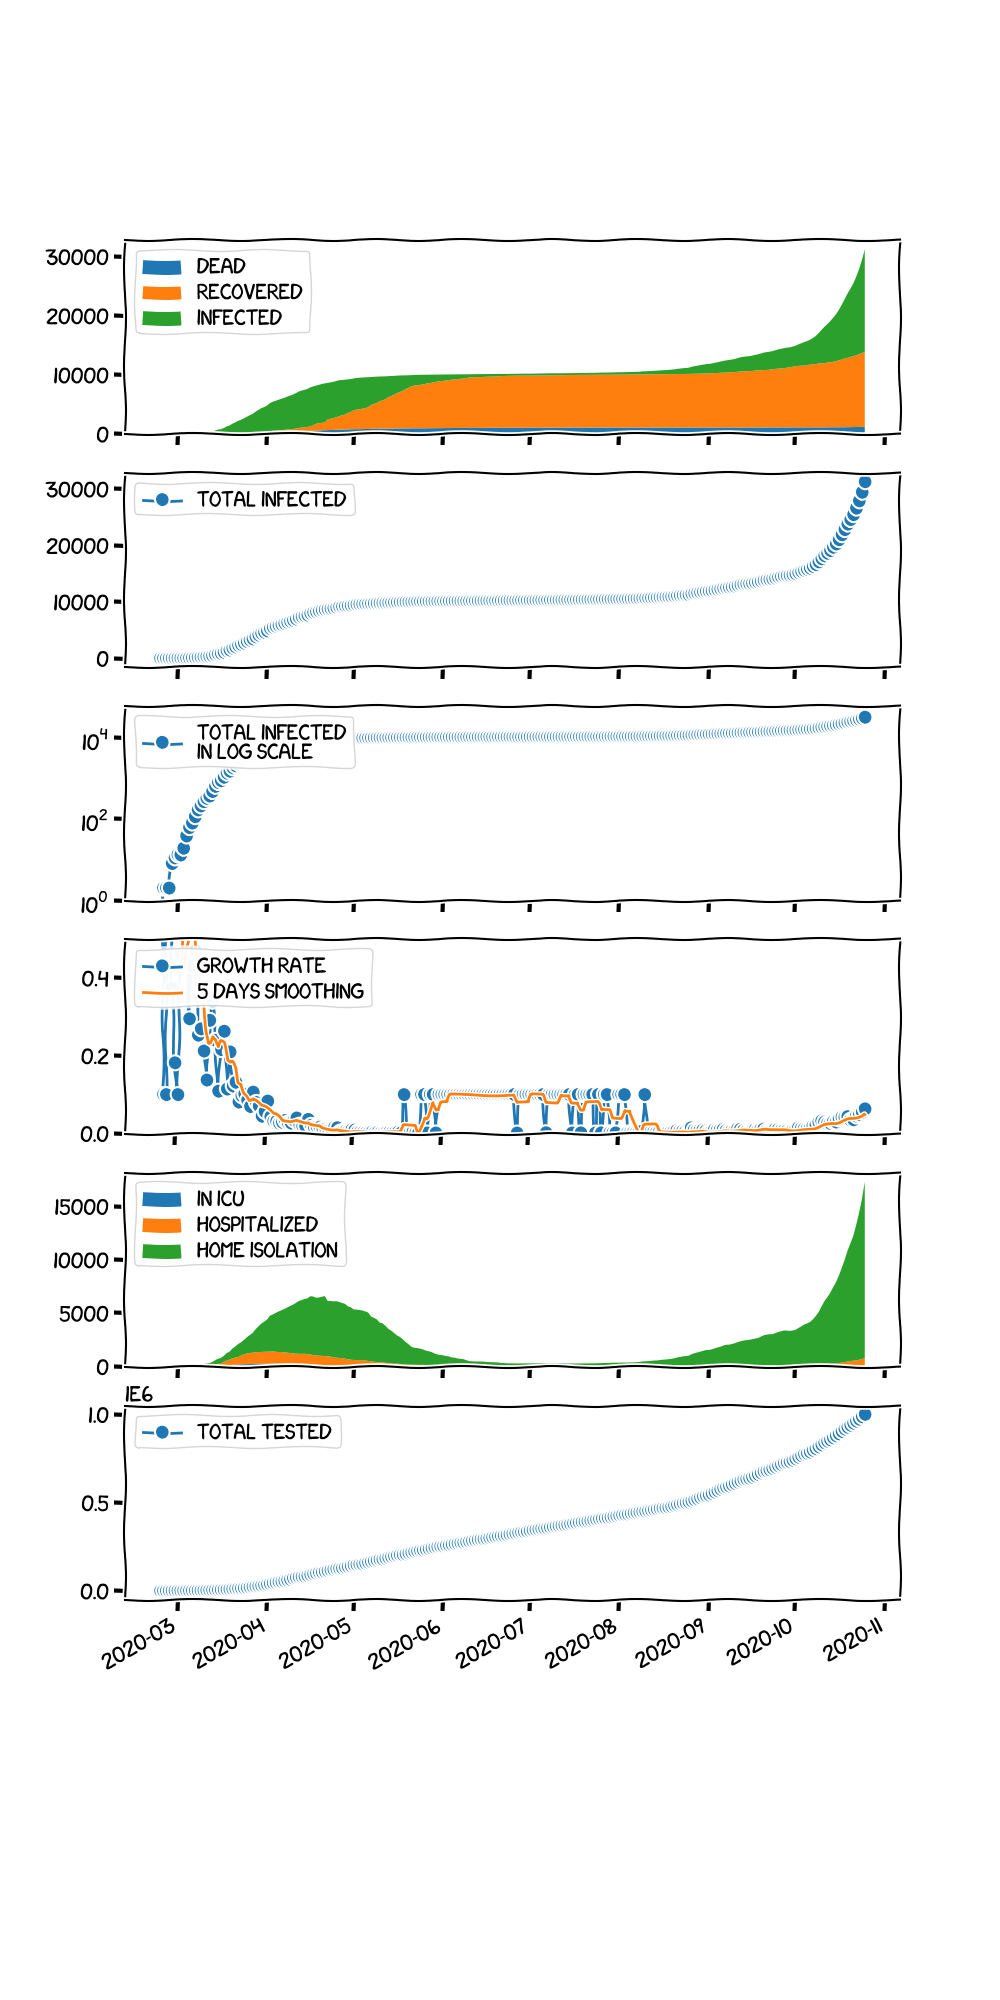 30000
20000
10000
0
DEAD
RECOVERED
INFECTED
30000
20000
10000
0
TOTAL INFECTED
10⁴
10²
10⁰
TOTAL INFECTED
IN LOG SCALE
0.4
0.2
0.0
GROWTH RATE
5 DAYS SMOOTHING
15000
10000
5000
0
IN ICU
HOSPITALIZED
HOME ISOLATION
1E6
1.0
0.5
0.0
TOTAL TESTED
2020-03 2020-04 2020-05 2020-06 2020-07 2020-08 2020-09 2020-10 2020-11